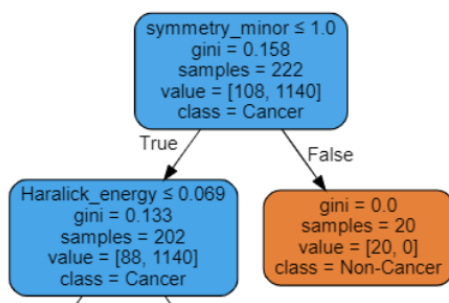 symmetry_minor ≤ 1.0
gini = 0.158
samples = 222
value = [108, 1140]
class = Cancer
True
False
Haralick_energy ≤ 0.069
gini = 0.133
samples = 202
value = [88, 1140]
class = Cancer
gini = 0.0
samples = 20
value = [20, 0]
class = Non-Cancer